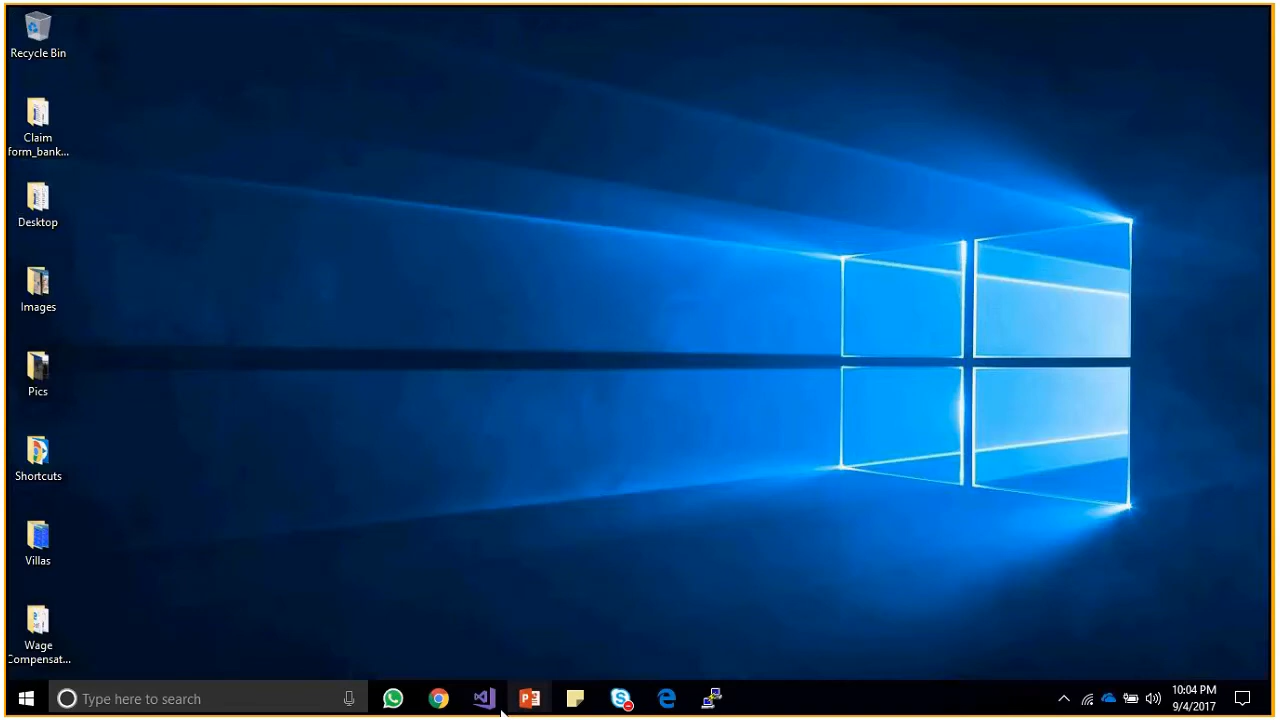 Recycle Bin
Claim
form_bank...
Desktop
Images
Pics
Shortcuts
Villas
Wage
Compensat...
Type here to search
10:04 PM
9/4/2017